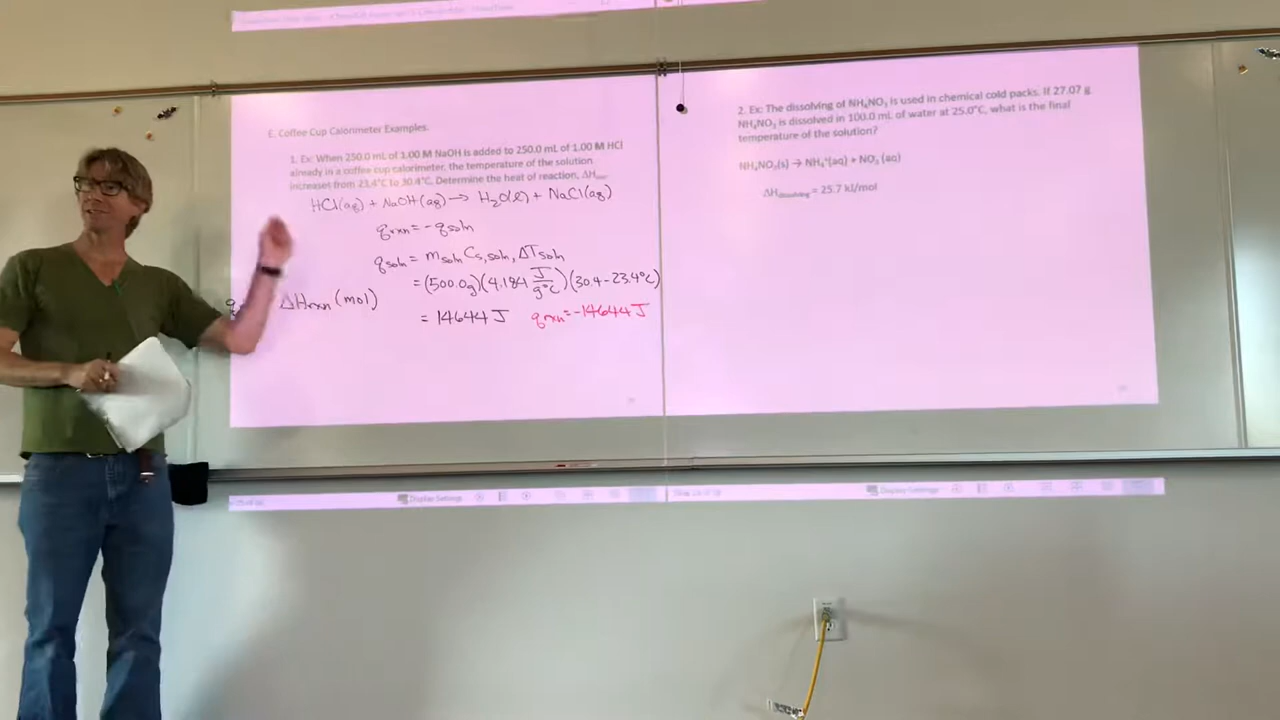 E. Coffee Cup Calorimeter Examples.
1. Ex: When 250.0 mL of 1.00 M NaOH is added to 250.0 mL of 1.00 M HCl
already in a coffee cup calorimeter, the temperature of the solution
increases from 23.4°C to 30.4°C. Determine the heat of reaction, ΔH
HCl(aq) + NaOH(aq) → H₂O(ℓ) + NaCl(aq)
qrxn = -qsoln
qsoln = msoln Cs,soln, ΔTsoln
= (500.0g)(4.184 J/g°C)(30.4-23.4°C)
ΔHrxn (mol)
= 14644 J qrxn = -14644 J
2. Ex: The dissolving of NH₄NO₃ is used in chemical cold packs. If 27.07 g
NH₄NO₃ is dissolved in 100.0 mL of water at 25.0°C, what is the final
temperature of the solution?
NH₄NO₃(s) → NH₄⁺(aq) + NO₃⁻(aq)
ΔHdissolving = 25.7 kJ/mol
Display Settings
Display Settings